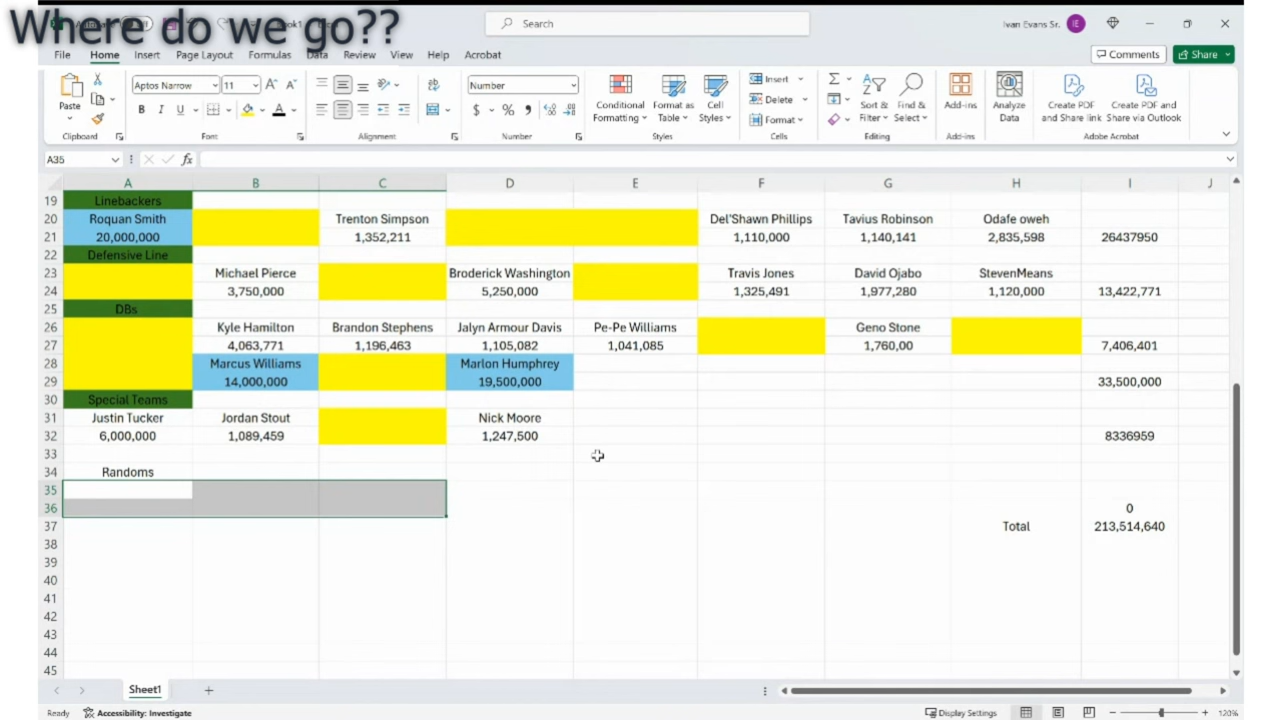 Where do we go??
Search
Ivan Evans Sr. IE
File Home Insert Page Layout Formulas Data Review View Help Acrobat
Comments Share
Paste
Aptos Narrow 11 A A
B I U A
Number
$ %
Conditional Formatting
Format as Table
Cell Styles
Insert
Delete
Format
Sort & Filter
Find & Select
Add-ins
Analyze Data
Create PDF and Share link
Create PDF and Share via Outlook
Clipboard Font Alignment Number Styles Cells Editing Add-ins Adobe Acrobat
A35 fx
A B C D E F G H I J
19 Linebackers
20 Roquan Smith Trenton Simpson Del'Shawn Phillips Tavius Robinson Odafe oweh
21 20,000,000 1,352,211 1,110,000 1,140,141 2,835,598 26437950
22 Defensive Line
23 Michael Pierce Broderick Washington Travis Jones David Ojabo StevenMeans
24 3,750,000 5,250,000 1,325,491 1,977,280 1,120,000 13,422,771
25 DBs
26 Kyle Hamilton Brandon Stephens Jalyn Armour Davis Pe-Pe Williams Geno Stone
27 4,063,771 1,196,463 1,105,082 1,041,085 1,760,00 7,406,401
28 Marcus Williams Marlon Humphrey
29 14,000,000 19,500,000 33,500,000
30 Special Teams
31 Justin Tucker Jordan Stout Nick Moore
32 6,000,000 1,089,459 1,247,500 8336959
33
34 Randoms
35
36 0
37 Total 213,514,640
38
39
40
41
42
43
44
45
Sheet1 +
Ready Accessibility: Investigate Display Settings 120%